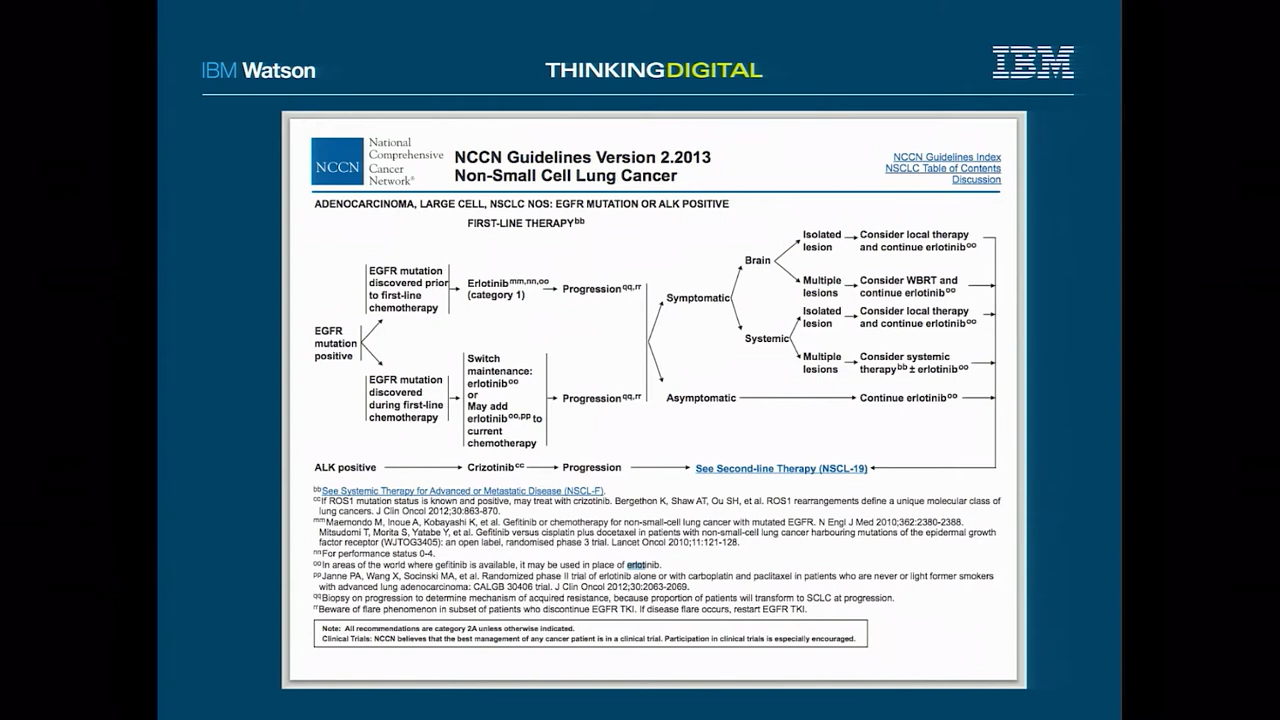 IBM Watson
THINKINGDIGITAL
IBM
NCCN
National
Comprehensive
Cancer
Network®
NCCN Guidelines Version 2.2013
Non-Small Cell Lung Cancer
NCCN Guidelines Index
NSCLC Table of Contents
Discussion
ADENOCARCINOMA, LARGE CELL, NSCLC NOS: EGFR MUTATION OR ALK POSITIVE
FIRST-LINE THERAPYbb
EGFR
mutation
positive
EGFR mutation
discovered prior
to first-line
chemotherapy
Erlotinibmm,nn,oo
(category 1)
Progressionqq,rr
EGFR mutation
discovered
during first-line
chemotherapy
Switch
maintenance:
erlotiniboo
or
May add
erlotiniboo,pp to
current
chemotherapy
Progressionqq,rr
Symptomatic
Brain
Isolated
lesion
Consider local therapy
and continue erlotiniboo
Multiple
lesions
Consider WBRT and
continue erlotiniboo
Systemic
Isolated
lesion
Consider local therapy
and continue erlotiniboo
Multiple
lesions
Consider systemic
therapybb ± erlotiniboo
Asymptomatic
Continue erlotiniboo
ALK positive
Crizotinibcc
Progression
See Second-line Therapy (NSCL-19)
bbSee Systemic Therapy for Advanced or Metastatic Disease (NSCL-F).
ccIf ROS1 mutation status is known and positive, may treat with crizotinib. Bergethon K, Shaw AT, Ou SH, et al. ROS1 rearrangements define a unique molecular class of
lung cancers. J Clin Oncol 2012;30:863-870.
mmMaemondo M, Inoue A, Kobayashi K, et al. Gefitinib or chemotherapy for non-small-cell lung cancer with mutated EGFR. N Engl J Med 2010;362:2380-2388.
Mitsudomi T, Morita S, Yatabe Y, et al. Gefitinib versus cisplatin plus docetaxel in patients with non-small-cell lung cancer harbouring mutations of the epidermal growth
factor receptor (WJTOG3405): an open label, randomised phase 3 trial. Lancet Oncol 2010;11:121-128.
nnFor performance status 0-4.
ooIn areas of the world where gefitinib is available, it may be used in place of erlotinib.
ppJanne PA, Wang X, Socinski MA, et al. Randomized phase II trial of erlotinib alone or with carboplatin and paclitaxel in patients who are never or light former smokers
with advanced lung adenocarcinoma: CALGB 30406 trial. J Clin Oncol 2012;30:2063-2069.
qqBiopsy on progression to determine mechanism of acquired resistance, because proportion of patients will transform to SCLC at progression.
rrBeware of flare phenomenon in subset of patients who discontinue EGFR TKI. If disease flare occurs, restart EGFR TKI.
Note: All recommendations are category 2A unless otherwise indicated.
Clinical Trials: NCCN believes that the best management of any cancer patient is in a clinical trial. Participation in clinical trials is especially encouraged.